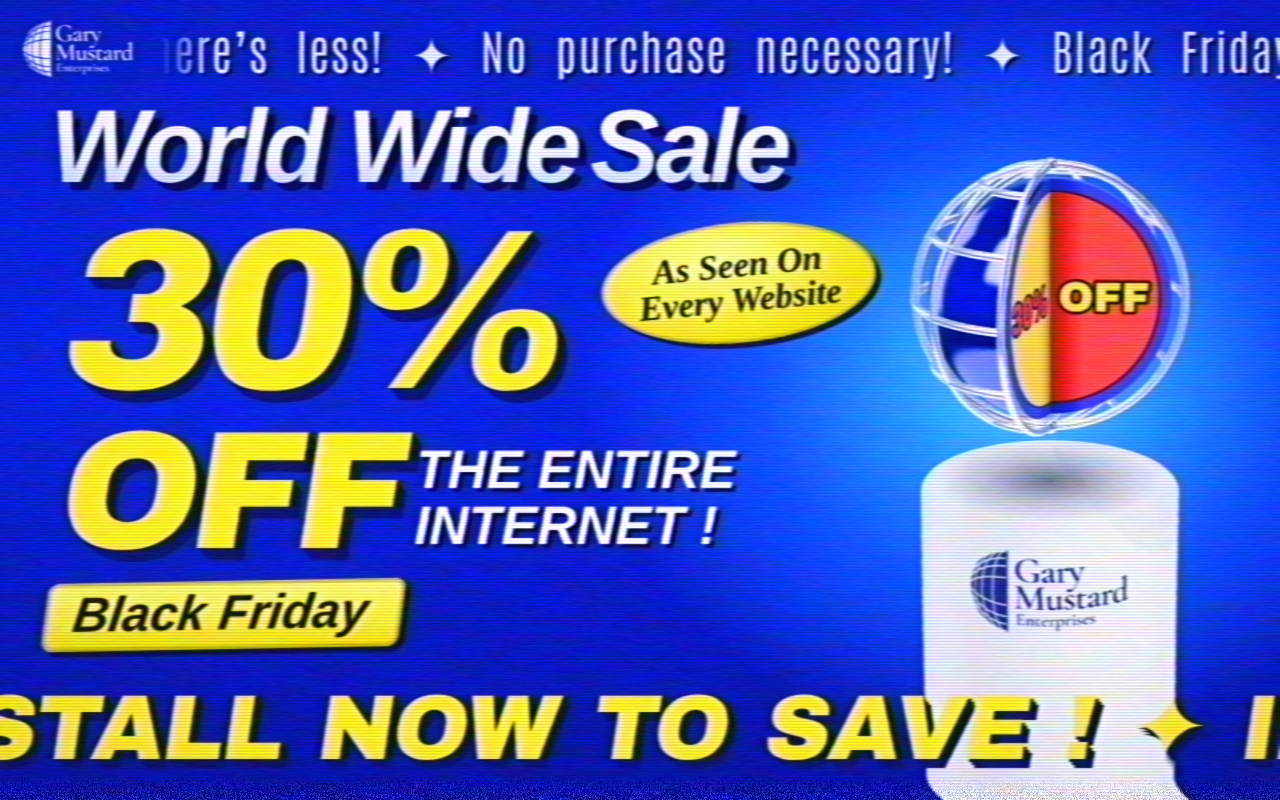 Gary
Mustard
Enterprises
ere's less! ✦ No purchase necessary! ✦ Black Friday
World Wide Sale
30%
OFF
As Seen On
Every Website
THE ENTIRE
INTERNET !
Black Friday
30% OFF
Gary
Mustard
Enterprises
STALL NOW TO SAVE ! ✦